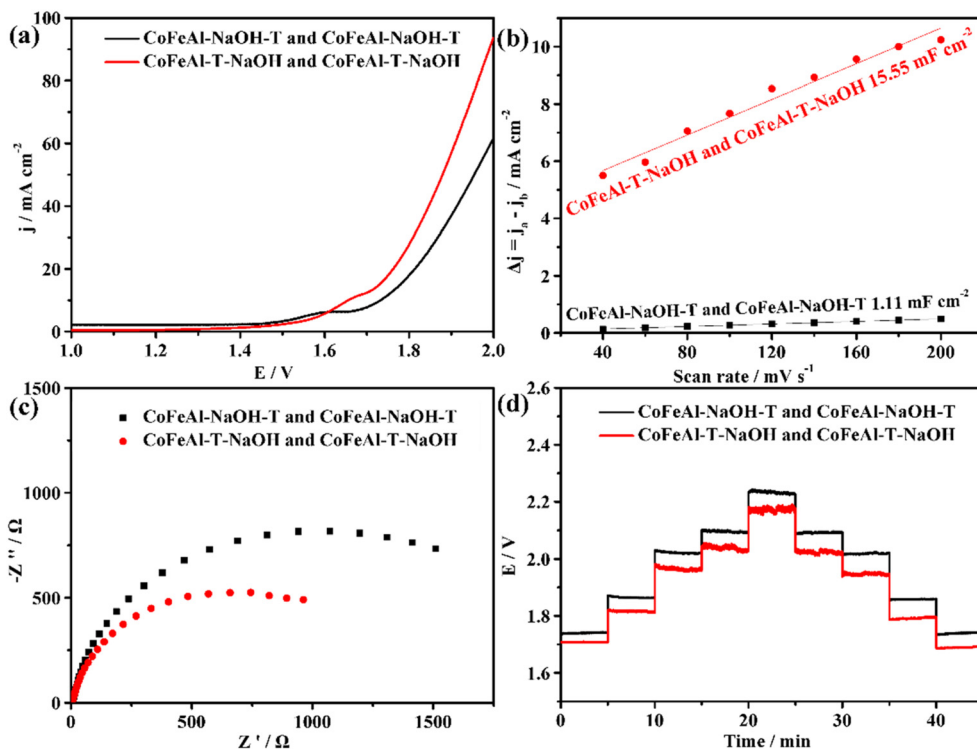 (a)
CoFeAl-NaOH-T and CoFeAl-NaOH-T
CoFeAl-T-NaOH and CoFeAl-T-NaOH
j / mA cm⁻²
100
80
60
40
20
0
1.0 1.2 1.4 1.6 1.8 2.0
E / V
(b)
CoFeAl-T-NaOH and CoFeAl-T-NaOH 15.55 mF cm⁻²
CoFeAl-NaOH-T and CoFeAl-NaOH-T 1.11 mF cm⁻²
Δj = jₐ - j_b / mA cm⁻²
10
8
6
4
2
0
40 80 120 160 200
Scan rate / mV s⁻¹
(c)
CoFeAl-NaOH-T and CoFeAl-NaOH-T
CoFeAl-T-NaOH and CoFeAl-T-NaOH
-Z'' / Ω
1500
1000
500
0
0 500 1000 1500
Z' / Ω
(d)
CoFeAl-NaOH-T and CoFeAl-NaOH-T
CoFeAl-T-NaOH and CoFeAl-T-NaOH
E / V
2.6
2.4
2.2
2.0
1.8
1.6
0 10 20 30 40
Time / min